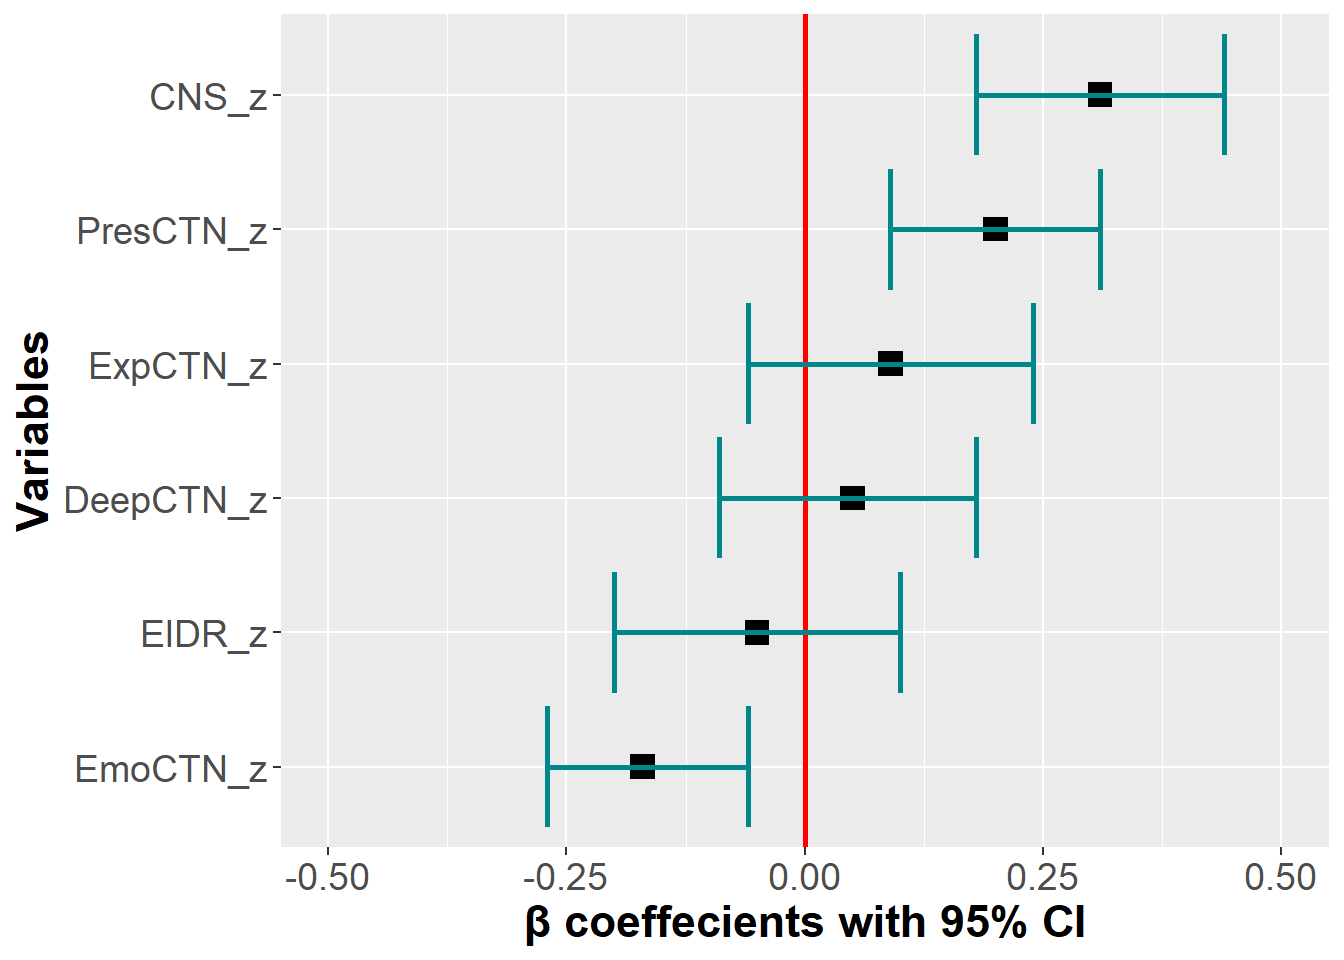 CNS_z
PresCTN_z
ExpCTN_z
DeepCTN_z
EIDR_z
EmoCTN_z
Variables
-0.50 -0.25 0.00 0.25 0.50
β coeffecients with 95% CI